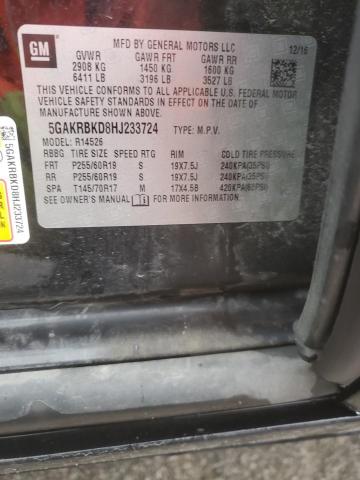 GM
MFD BY GENERAL MOTORS LLC 12/16
GVWR GAWR FRT GAWR RR
2908 KG 1450 KG 1600 KG
6411 LB 3196 LB 3527 LB
THIS VEHICLE CONFORMS TO ALL APPLICABLE U.S. FEDERAL MOTOR
VEHICLE SAFETY STANDARDS IN EFFECT ON THE DATE OF
MANUFACTURE SHOWN ABOVE.
5GAKRBKD8HJ233724 TYPE: M.P.V.
MODEL: R14526
RBBG TIRE SIZE SPEED RTG RIM COLD TIRE PRESSURE
FRT P255/60R19 S 19X7.5J 240KPA(35PSI)
RR P255/60R19 S 19X7.5J 240KPA(35PSI)
SPA T145/70R17 M 17X4.5B 420KPA(60PSI)
SEE OWNER'S MANUAL FOR MORE INFORMATION
5GAKRBKD8HJ233724